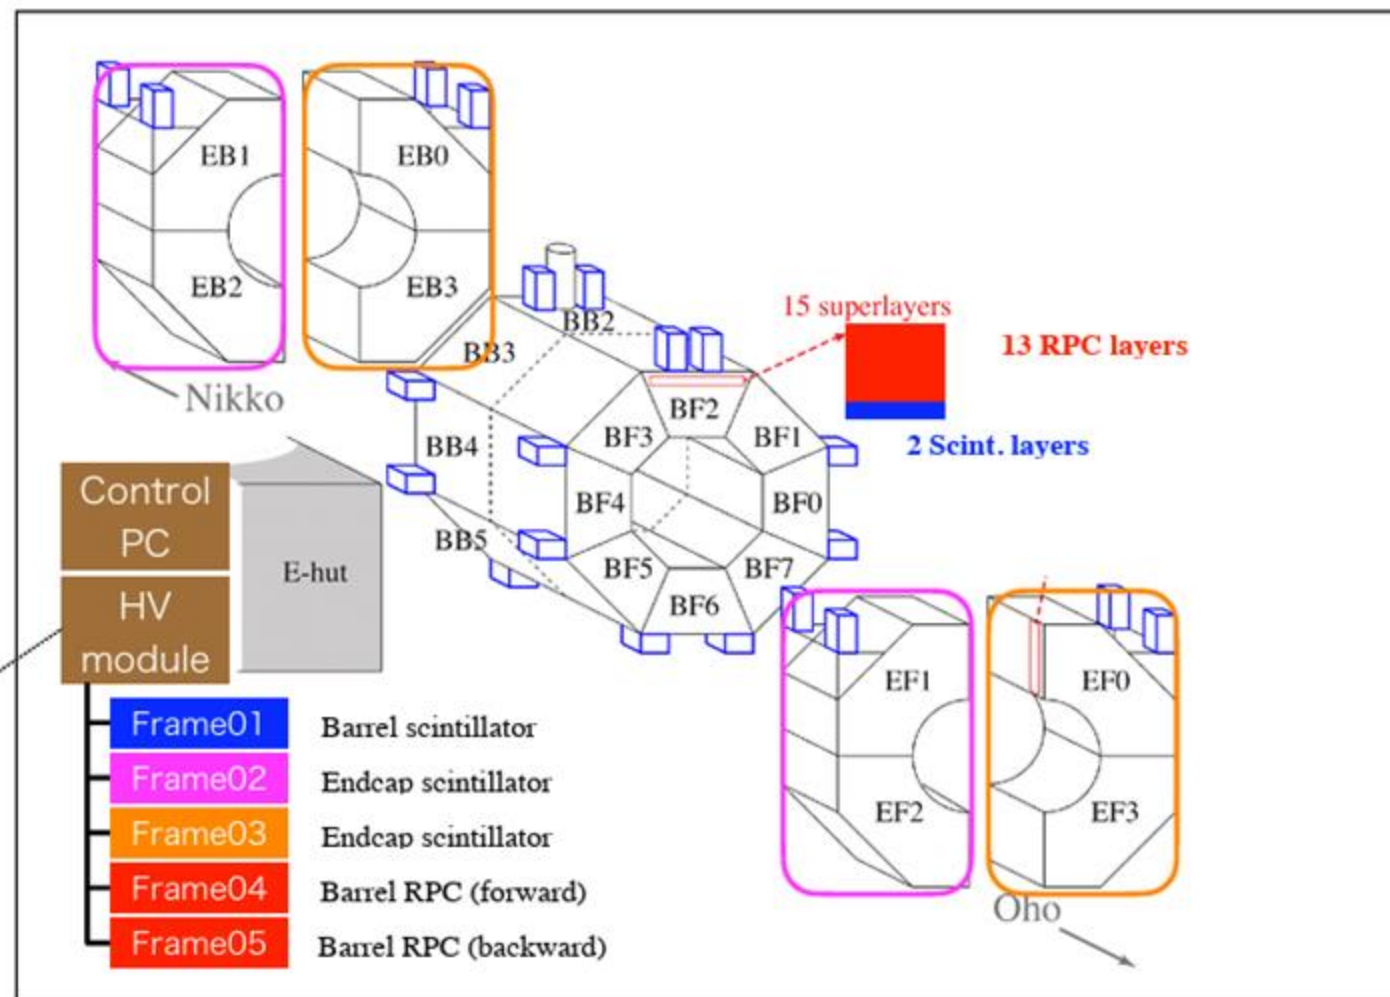 EB1
EB0
EB2
EB3
Nikko
BB2
BB3
BB4
BB5
15 superlayers
13 RPC layers
2 Scint. layers
BF2
BF3
BF1
BF4
BF0
BF5
BF7
BF6
Control
PC
HV
module
E-hut
EF1
EF0
EF2
EF3
Oho
Frame01 Barrel scintillator
Frame02 Endcap scintillator
Frame03 Endcap scintillator
Frame04 Barrel RPC (forward)
Frame05 Barrel RPC (backward)